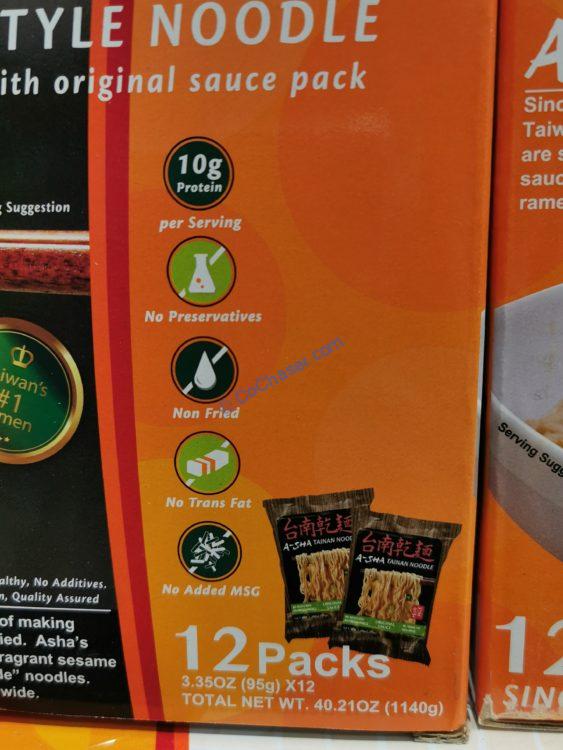 TYLE NOODLE
ith original sauce pack
10g
Protein
per Serving
Suggestion
No Preservatives
CoChaser.com
iwan's
#1
men
Non Fried
No Trans Fat
No Added MSG
althy, No Additives.
n, Quality Assured
of making
ied. Asha's
ragrant sesame
le" noodles.
wide.
台南乾麵
A-SHA TAINAN NOODLE
台南乾麵
A-SHA TAINAN NOODLE
12 Packs
3.35OZ (95g) X12
TOTAL NET WT. 40.21OZ (1140g)
A
Sinc
Taiw
are s
sauc
rame
Serving Sugg
12
SINC